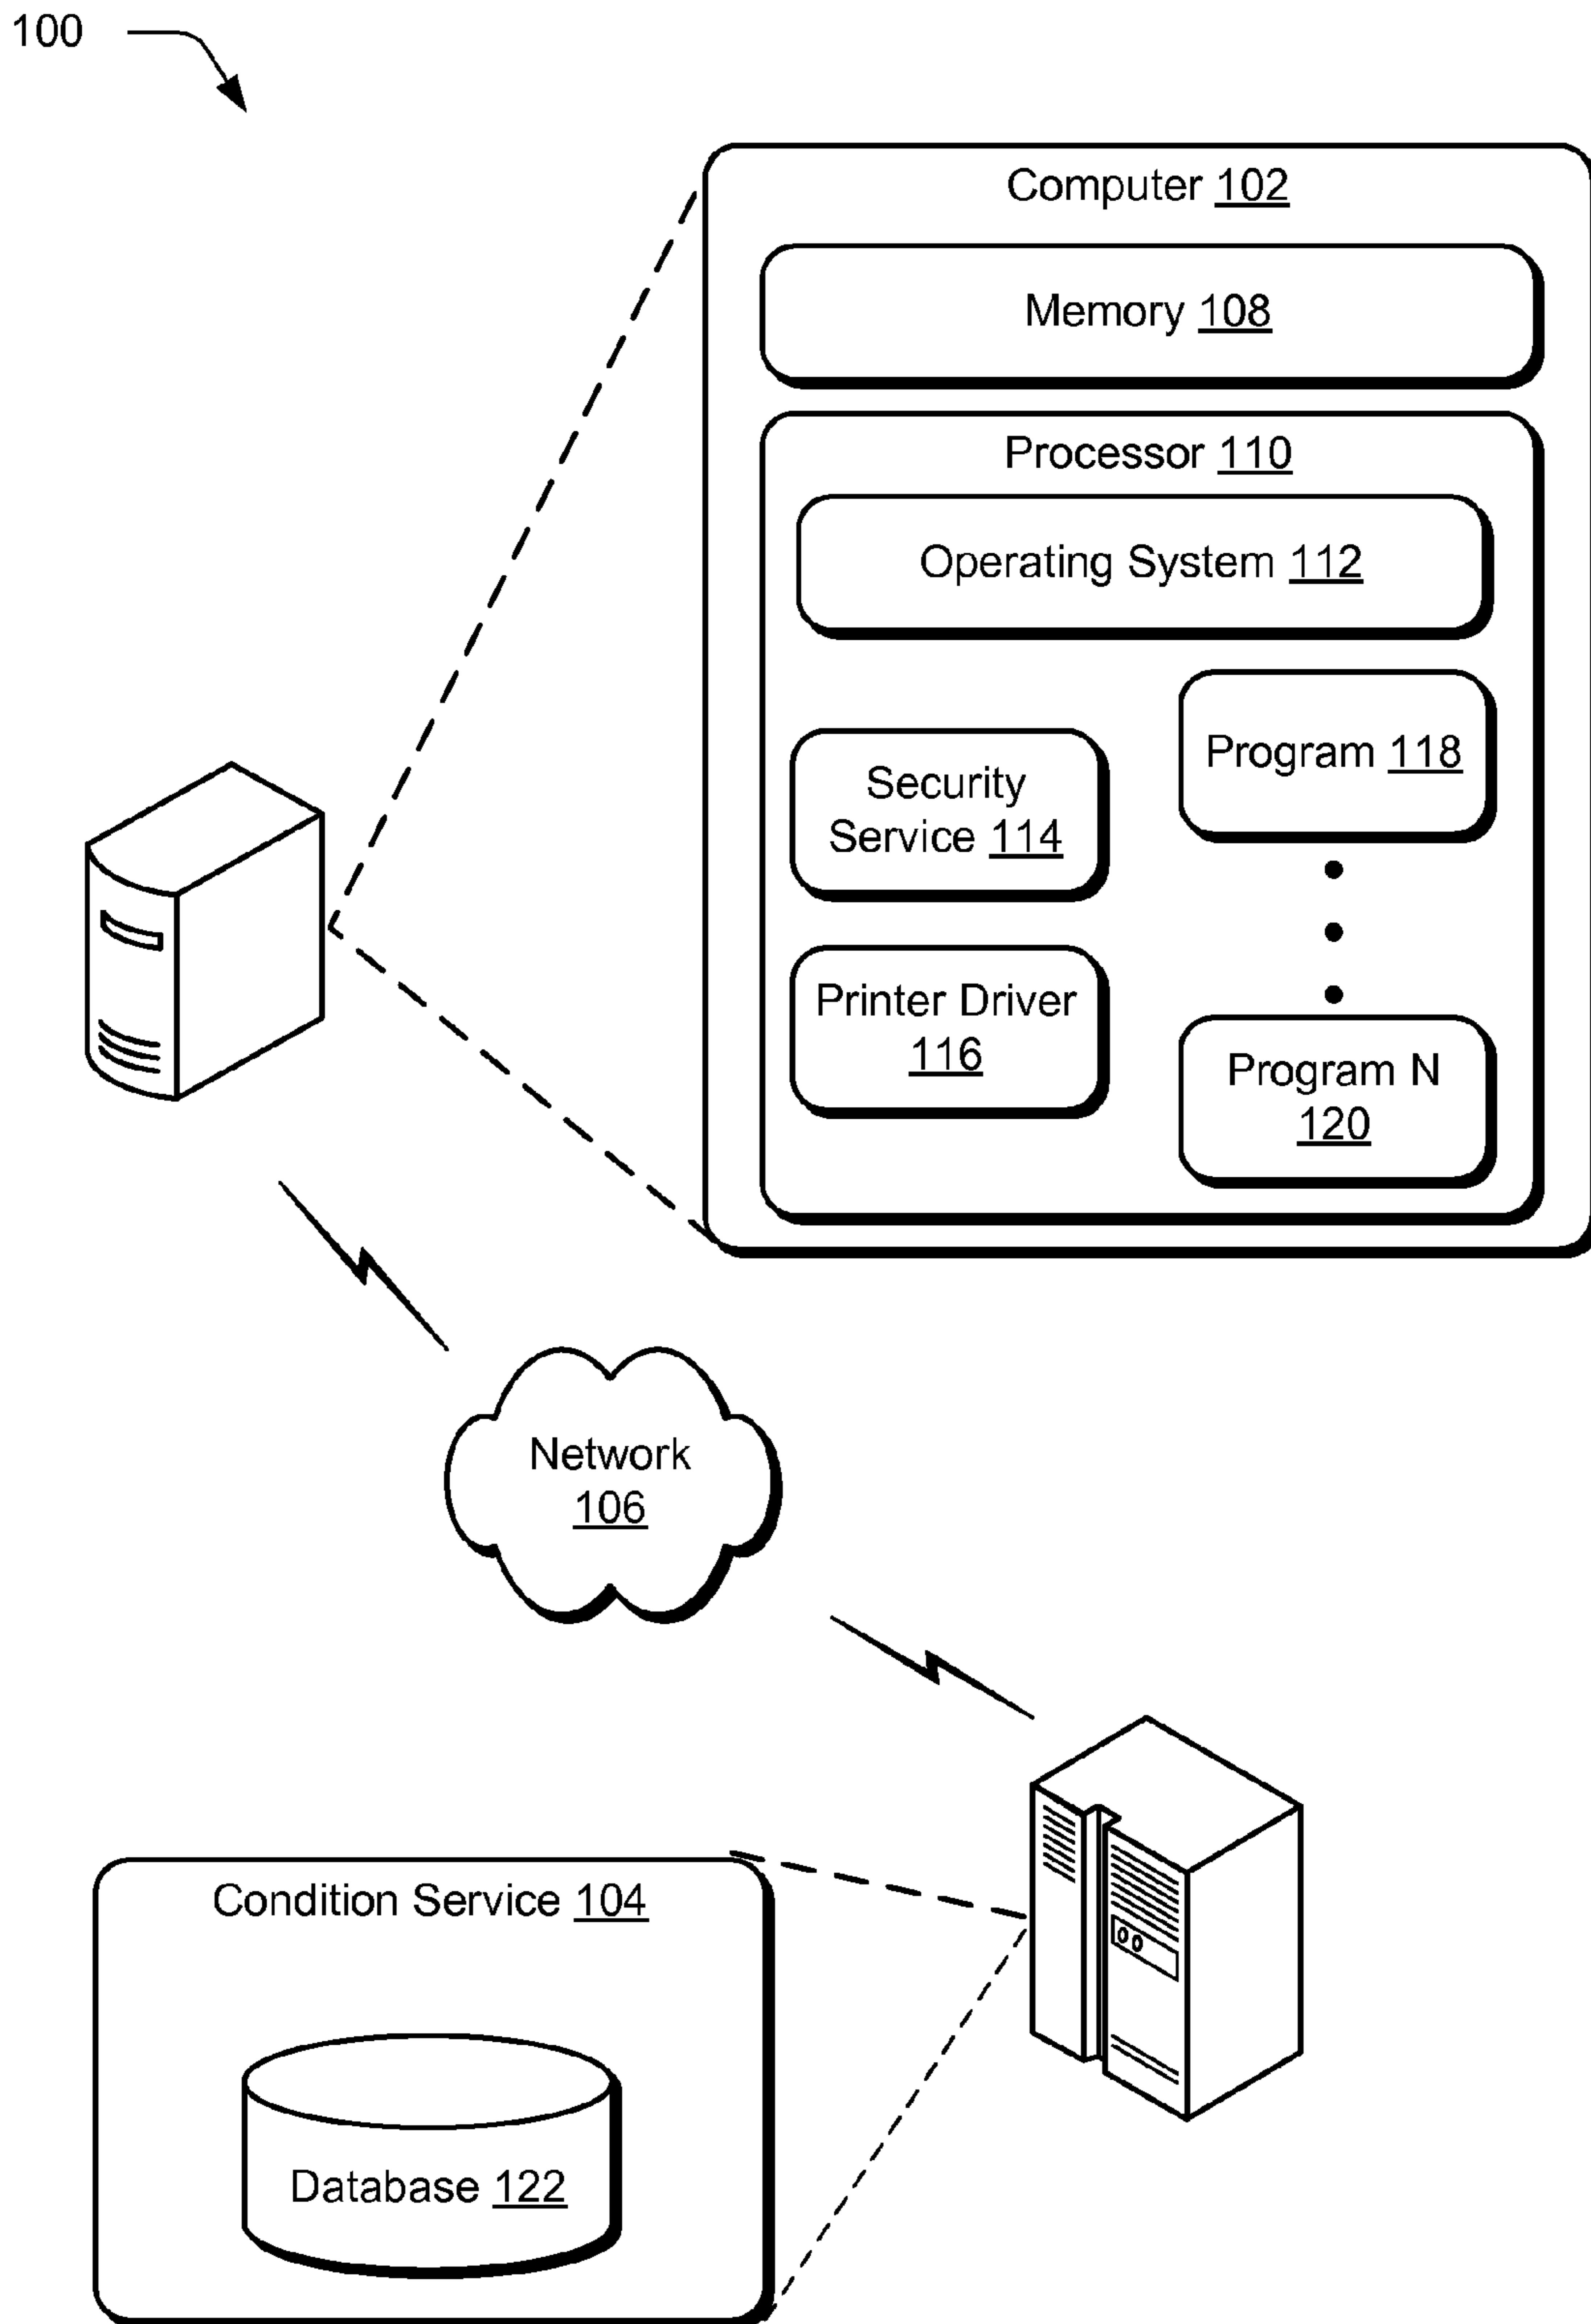 100
Computer 102
Memory 108
Processor 110
Operating System 112
Security
Service 114
Program 118
Printer Driver
116
Program N
120
Network
106
Condition Service 104
Database 122